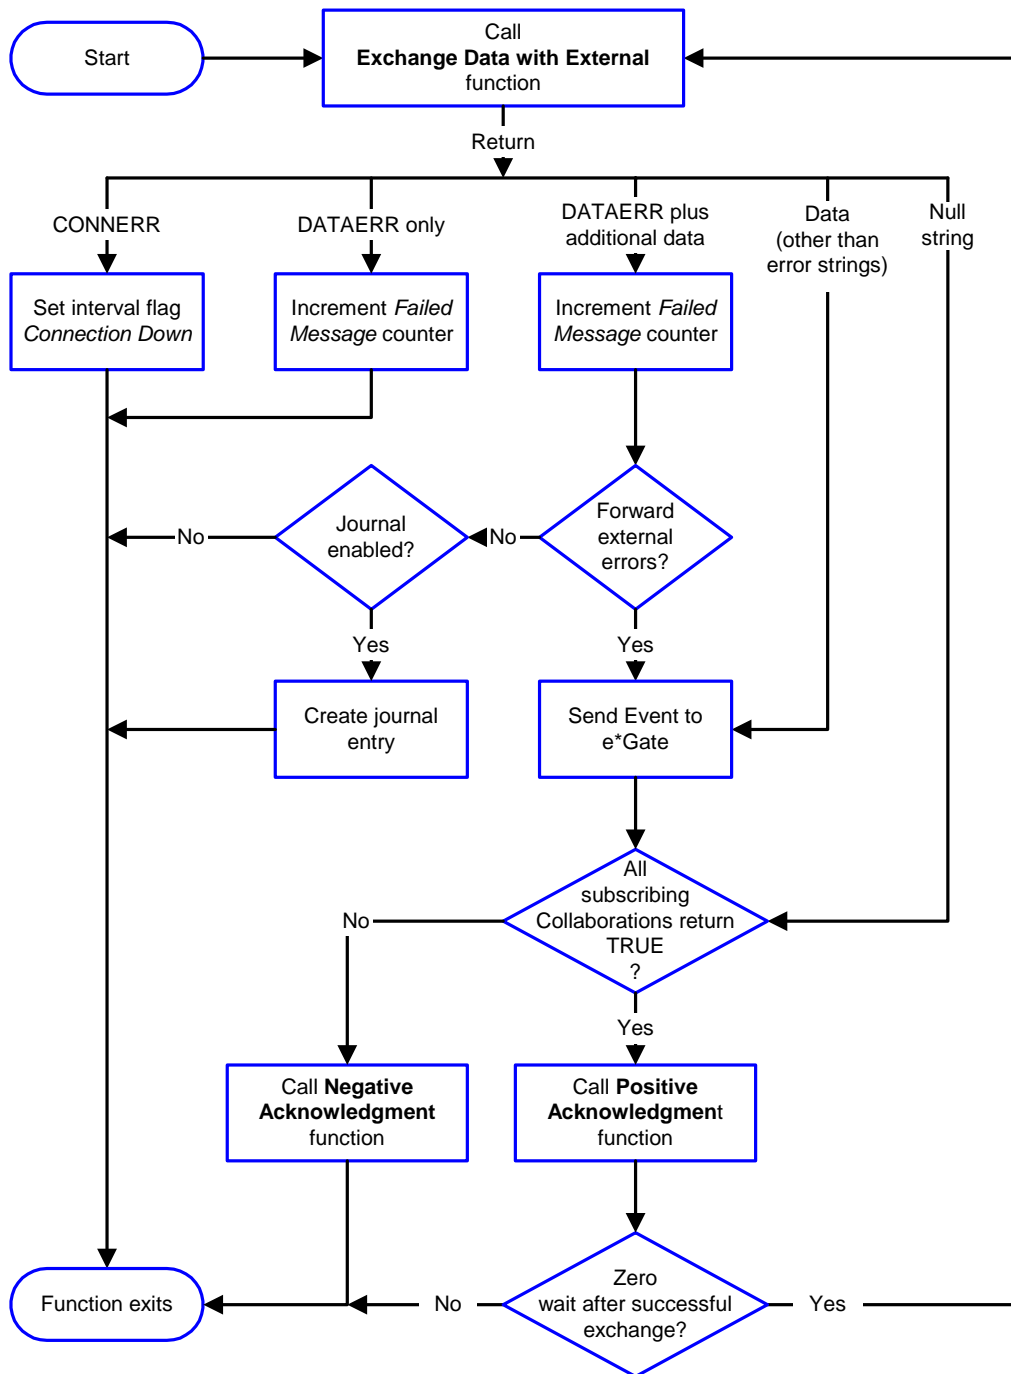 Start
Call
Exchange Data with External
function
Return
CONNERR
DATAERR only
DATAERR plus
additional data
Data
(other than
error strings)
Null
string
Set interval flag
Connection Down
Increment Failed
Message counter
Increment Failed
Message counter
Journal
enabled?
Forward
external
errors?
No
No
Yes
Yes
Create journal
entry
Send Event to
e*Gate
All
subscribing
Collaborations return
TRUE
?
No
Yes
Call Negative
Acknowledgment
function
Call Positive
Acknowledgment
function
Function exits
No
Zero
wait after successful
exchange?
Yes